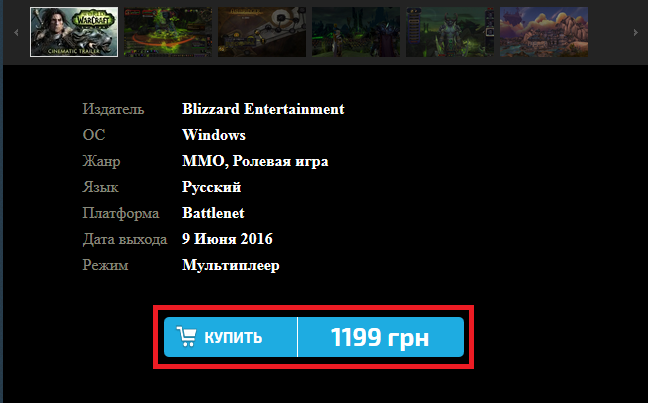 WARCRAFT
CINEMATIC TRAILER
Издатель Blizzard Entertainment
ОС Windows
Жанр ММО, Ролевая игра
Язык Русский
Платформа Battlenet
Дата выхода 9 Июня 2016
Режим Мультиплеер
КУПИТЬ 1199 грн